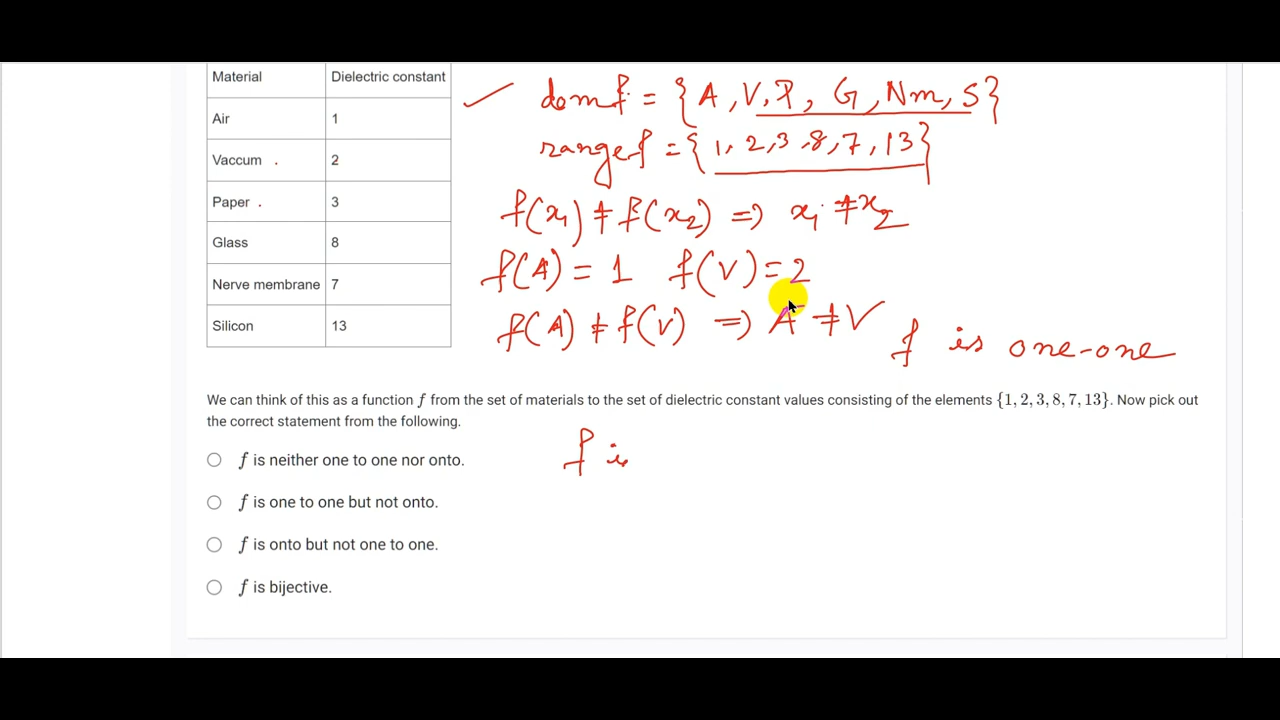 Material Dielectric constant
Air 1
Vaccum 2
Paper 3
Glass 8
Nerve membrane 7
Silicon 13
domf = {A, V, P, G, Nm, S}
rangef = {1, 2, 3, 8, 7, 13}
f(x₁) ≠ f(x₂) => x₁ ≠ x₂
f(A) = 1 f(V) = 2
f(A) ≠ f(V) => A ≠ V
f is one-one
We can think of this as a function f from the set of materials to the set of dielectric constant values consisting of the elements {1, 2, 3, 8, 7, 13}. Now pick out
the correct statement from the following.
f is neither one to one nor onto.
f is
f is one to one but not onto.
f is onto but not one to one.
f is bijective.